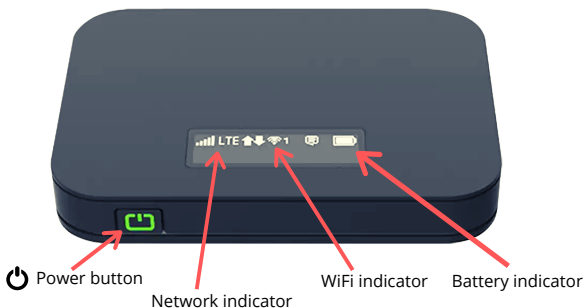 LTE 1
Power button
WiFi indicator
Battery indicator
Network indicator